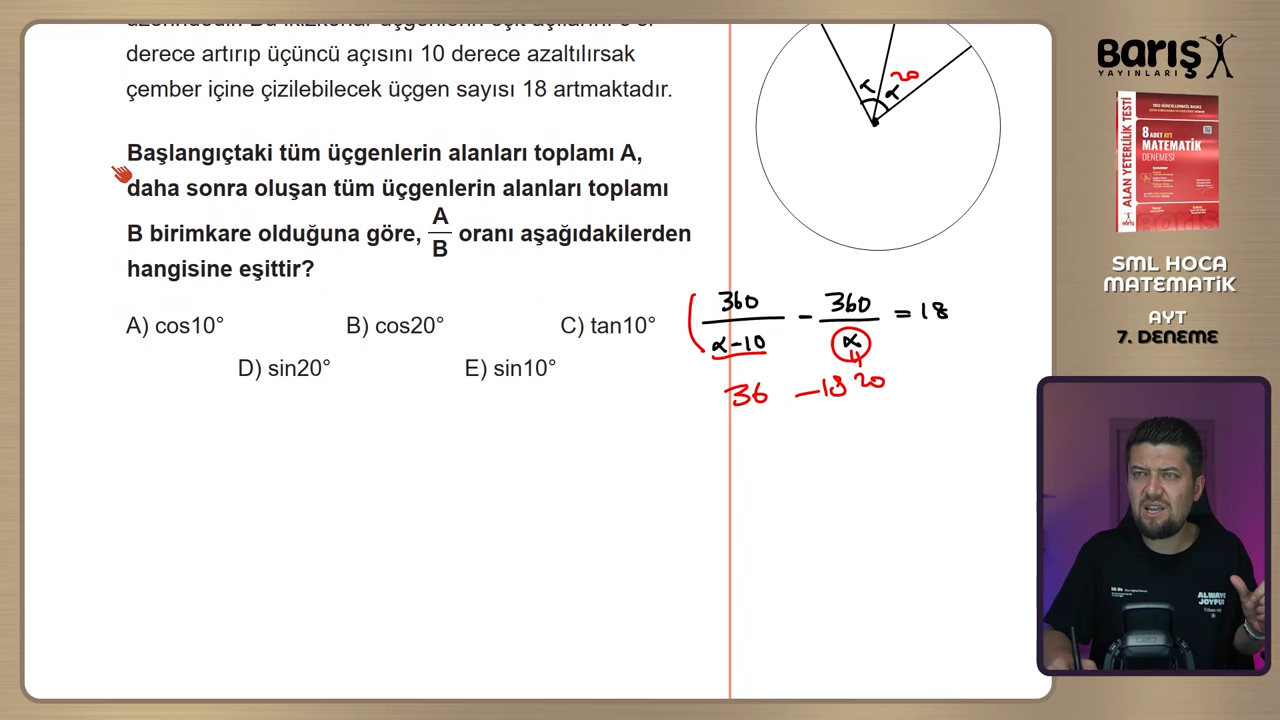 derece artırıp üçüncü açısını 10 derece azaltılırsak
çember içine çizilebilecek üçgen sayısı 18 artmaktadır.
Başlangıçtaki tüm üçgenlerin alanları toplamı A,
daha sonra oluşan tüm üçgenlerin alanları toplamı
B birimkare olduğuna göre, A/B oranı aşağıdakilerden
hangisine eşittir?
A) cos10° B) cos20° C) tan10°
D) sin20° E) sin10°
20
α
360/(α-10) - 360/α = 18
36 - 18 20
BARIŞ
YAYINLARI
ALAN YETERLİLİK TESTİ
8 ADET AYT
MATEMATİK
DENEMESİ
SML HOCA
MATEMATİK
AYT
7. DENEME
ALWAYS
JOYFUL